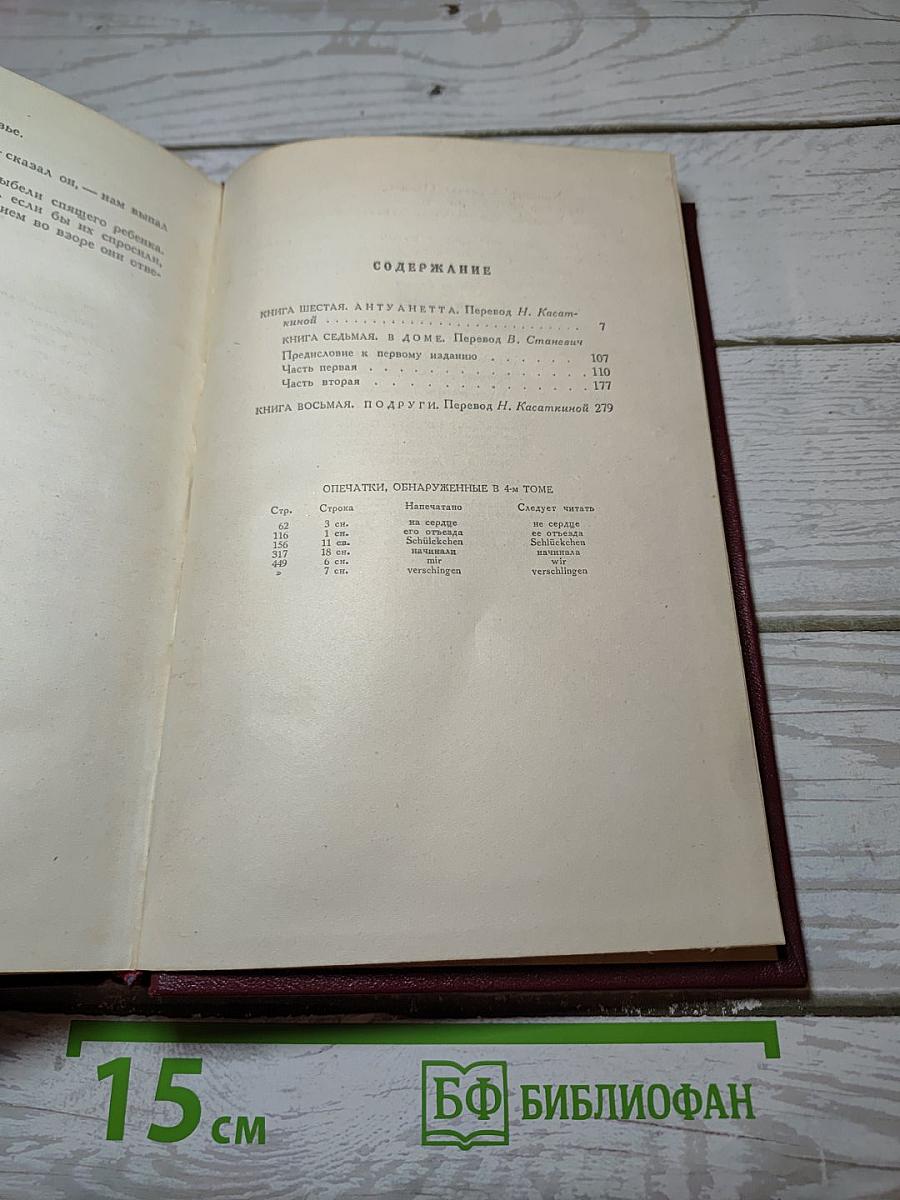 зье.
сказал он, — нам выпал
ыбели спящего ребенка.
если бы их спросили,
ием во взоре они отве-
СОДЕРЖАНИЕ
КНИГА ШЕСТАЯ. АНТУАНЕТТА. Перевод Н. Касат-
киной . . . . . . . . . . . . . . . . . . . . . . . . . . 7
КНИГА СЕДЬМАЯ. В ДОМЕ. Перевод В. Станевич
Предисловие к первому изданию . . . . . . . 107
Часть первая . . . . . . . . . . . . . . . . 110
Часть вторая . . . . . . . . . . . . . . . . 177
КНИГА ВОСЬМАЯ. ПОДРУГИ. Перевод Н. Касаткиной 279
ОПЕЧАТКИ, ОБНАРУЖЕННЫЕ В 4-м ТОМЕ
Стр. Строка Напечатано Следует читать
62 3 сн. на сердце не сердце
116 1 сн. его отъезда ее отъезда
156 11 св. Schülckchen Schlückchen
317 18 сн. начинали начинала
449 6 сн. mir wir
» 7 сн. verschingen verschlingen
15 см
БФ БИБЛИОФАН